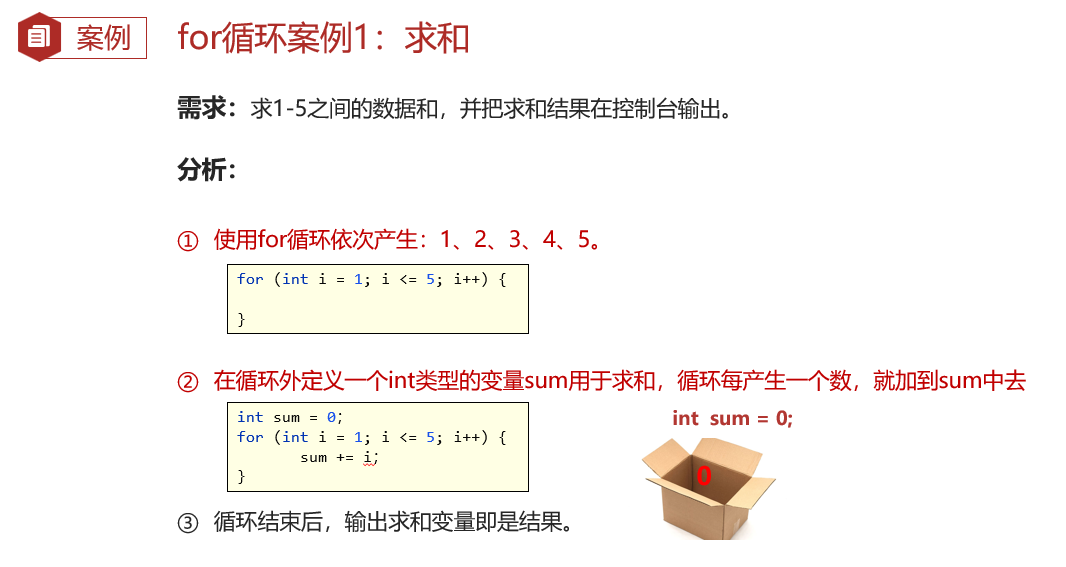 案例
for循环案例1：求和
需求：求1-5之间的数据和，并把求和结果在控制台输出。
分析：
① 使用for循环依次产生：1、2、3、4、5。
for (int i = 1; i <= 5; i++) {
}
② 在循环外定义一个int类型的变量sum用于求和，循环每产生一个数，就加到sum中去
int sum = 0;
for (int i = 1; i <= 5; i++) {
sum += i;
}
int sum = 0;
0
③ 循环结束后，输出求和变量即是结果。